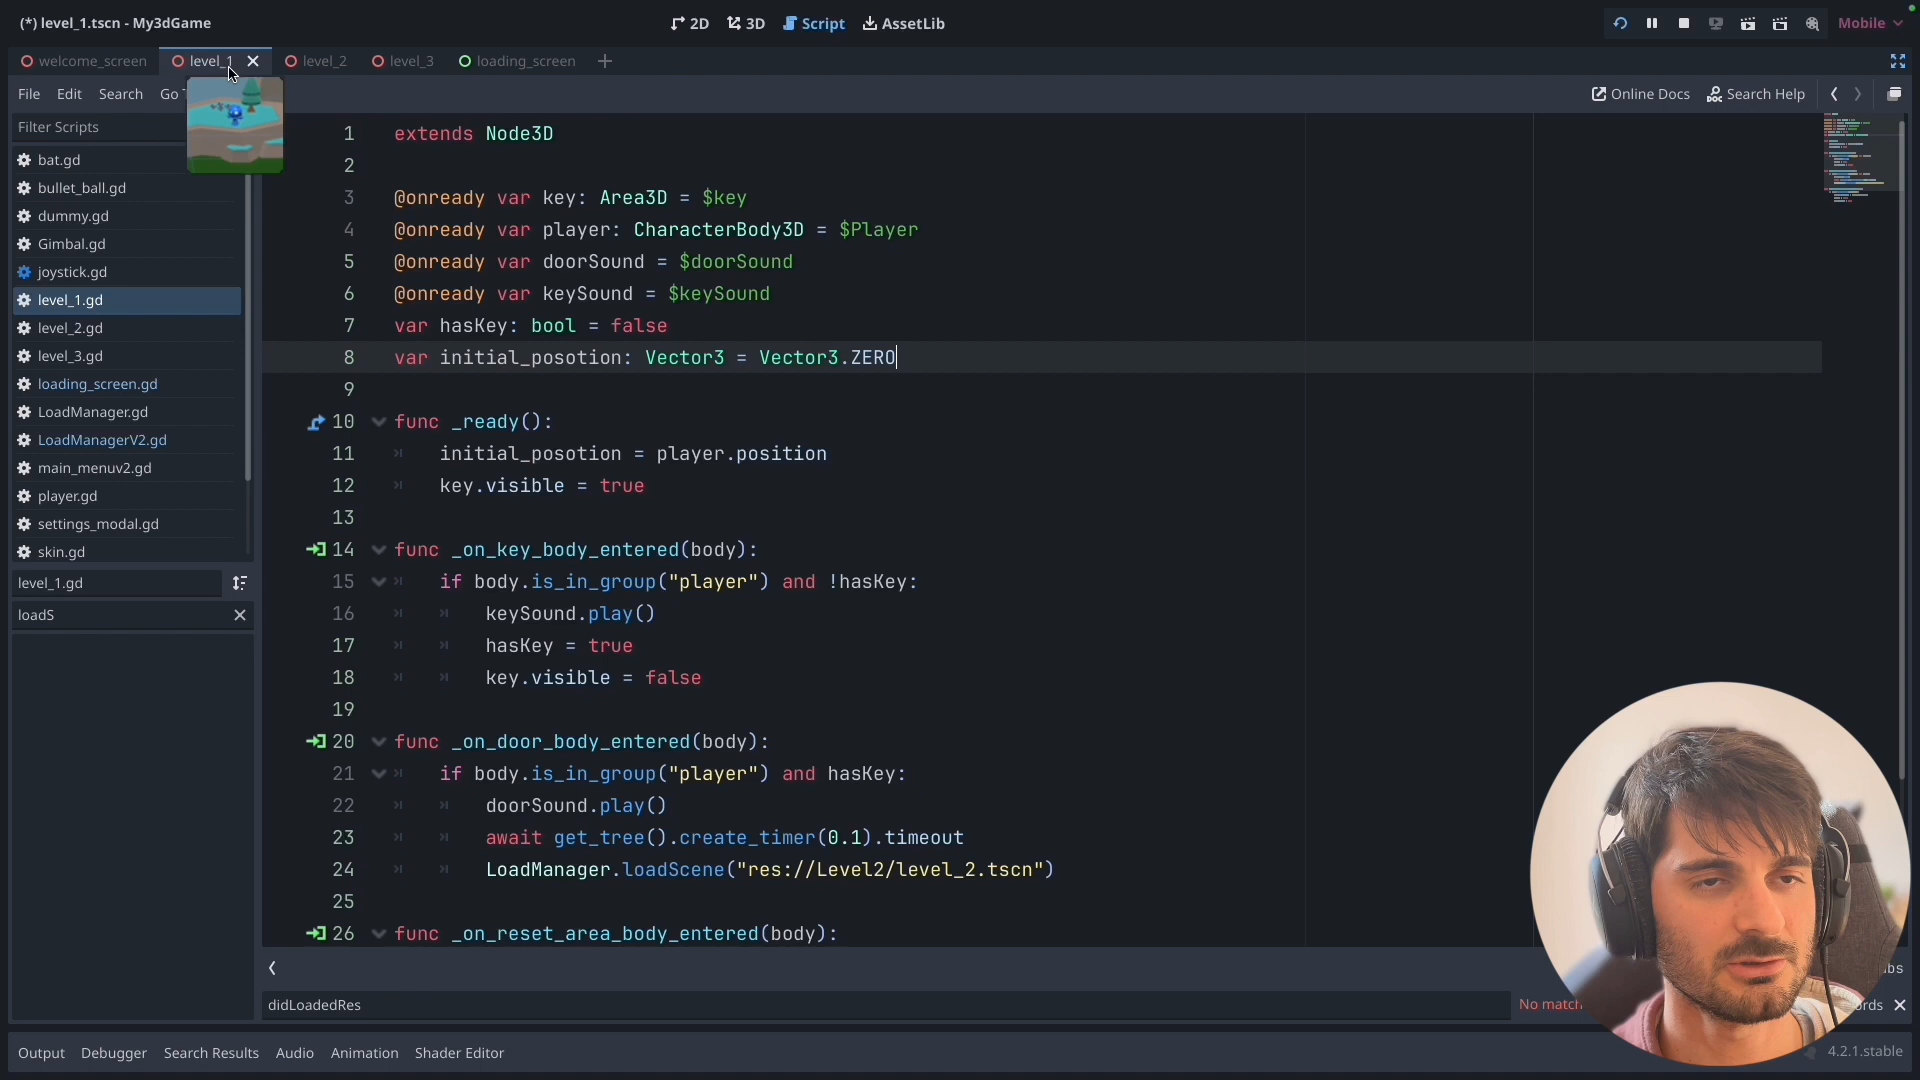 (*) level_1.tscn - My3dGame
2D 3D Script AssetLib
Mobile
welcome_screen level_1 level_2 level_3 loading_screen
File Edit Search Go
Online Docs Search Help
Filter Scripts
bat.gd
bullet_ball.gd
dummy.gd
Gimbal.gd
joystick.gd
level_1.gd
level_2.gd
level_3.gd
loading_screen.gd
LoadManager.gd
LoadManagerV2.gd
main_menuv2.gd
player.gd
settings_modal.gd
skin.gd
level_1.gd
loadS
1 extends Node3D
2
3 @onready var key: Area3D = $key
4 @onready var player: CharacterBody3D = $Player
5 @onready var doorSound = $doorSound
6 @onready var keySound = $keySound
7 var hasKey: bool = false
8 var initial_posotion: Vector3 = Vector3.ZERO
9
10 func _ready():
11 initial_posotion = player.position
12 key.visible = true
13
14 func _on_key_body_entered(body):
15 if body.is_in_group("player") and !hasKey:
16 keySound.play()
17 hasKey = true
18 key.visible = false
19
20 func _on_door_body_entered(body):
21 if body.is_in_group("player") and hasKey:
22 doorSound.play()
23 await get_tree().create_timer(0.1).timeout
24 LoadManager.loadScene("res://Level2/level_2.tscn")
25
26 func _on_reset_area_body_entered(body):
didLoadedRes
No match
Output Debugger Search Results Audio Animation Shader Editor
4.2.1.stable